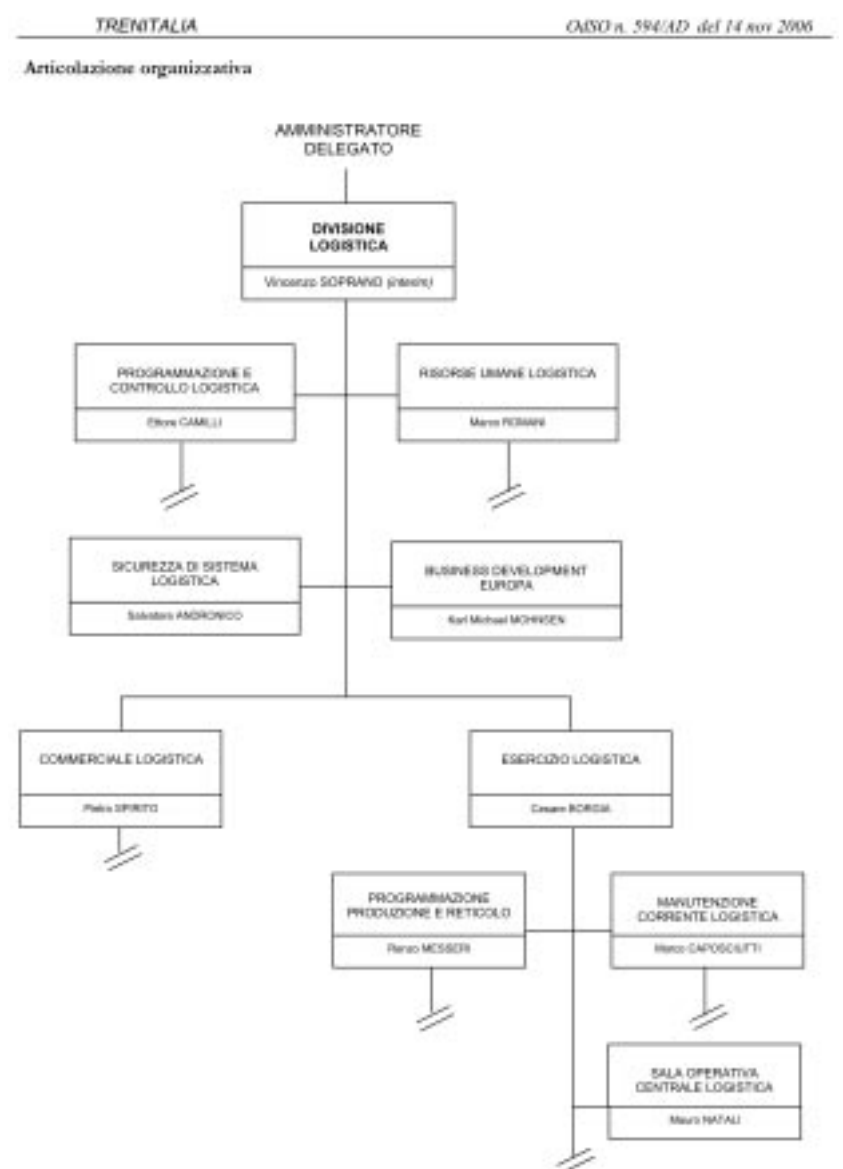 TRENITALIA
OdSO n. 594/AD del 14 nov 2006
Articolazione organizzativa
AMMINISTRATORE
DELEGATO
DIVISIONE
LOGISTICA
Vincenzo SOPRANO (interim)
PROGRAMMAZIONE E
CONTROLLO LOGISTICA
Ettore CAMILLI
RISORSE UMANE LOGISTICA
Marco ROMANI
SICUREZZA DI SISTEMA
LOGISTICA
Salvatore ANDRONICO
BUSINESS DEVELOPMENT
EUROPA
Karl Michael MOHNSEN
COMMERCIALE LOGISTICA
Pietro SPIRITO
ESERCIZIO LOGISTICA
Cesare BORGIA
PROGRAMMAZIONE
PRODUZIONE E RETICOLO
Renzo MESSERI
MANUTENZIONE
CORRENTE LOGISTICA
Marco CAPOSCIUTTI
SALA OPERATIVA
CENTRALE LOGISTICA
Mauro NATALI